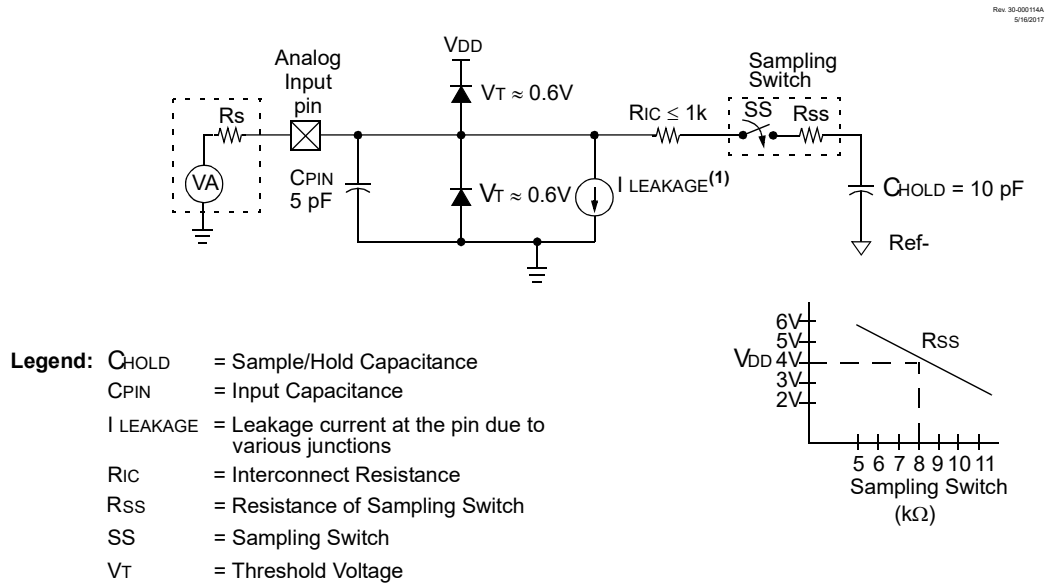 Rev. 30-000114A
5/16/2017
VDD
Analog
Input
pin
Sampling
Switch
VT ≈ 0.6V
Rs
RIC ≤ 1k
SS
Rss
VA
CPIN
5 pF
VT ≈ 0.6V
I LEAKAGE(1)
CHOLD = 10 pF
Ref-
Legend: CHOLD = Sample/Hold Capacitance
CPIN = Input Capacitance
I LEAKAGE = Leakage current at the pin due to
various junctions
RIC = Interconnect Resistance
RSS = Resistance of Sampling Switch
SS = Sampling Switch
VT = Threshold Voltage
6V
5V
VDD 4V
3V
2V
RSS
5 6 7 8 9 10 11
Sampling Switch
(kΩ)